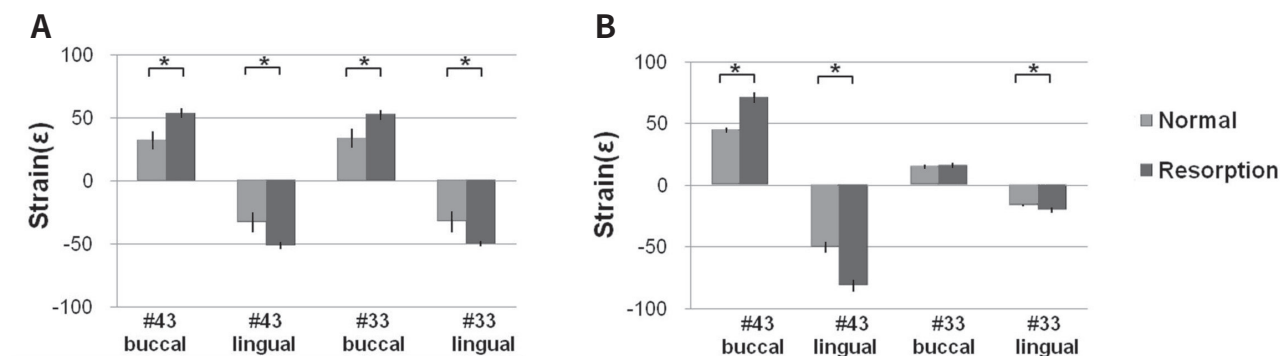 A
100
50
0
-50
-100
Strain(ε)
* * * *
#43 #43 #33 #33
buccal lingual buccal lingual
B
100
50
0
-50
-100
Strain(ε)
* * *
#43 #43 #33 #33
buccal lingual buccal lingual
Normal
Resorption